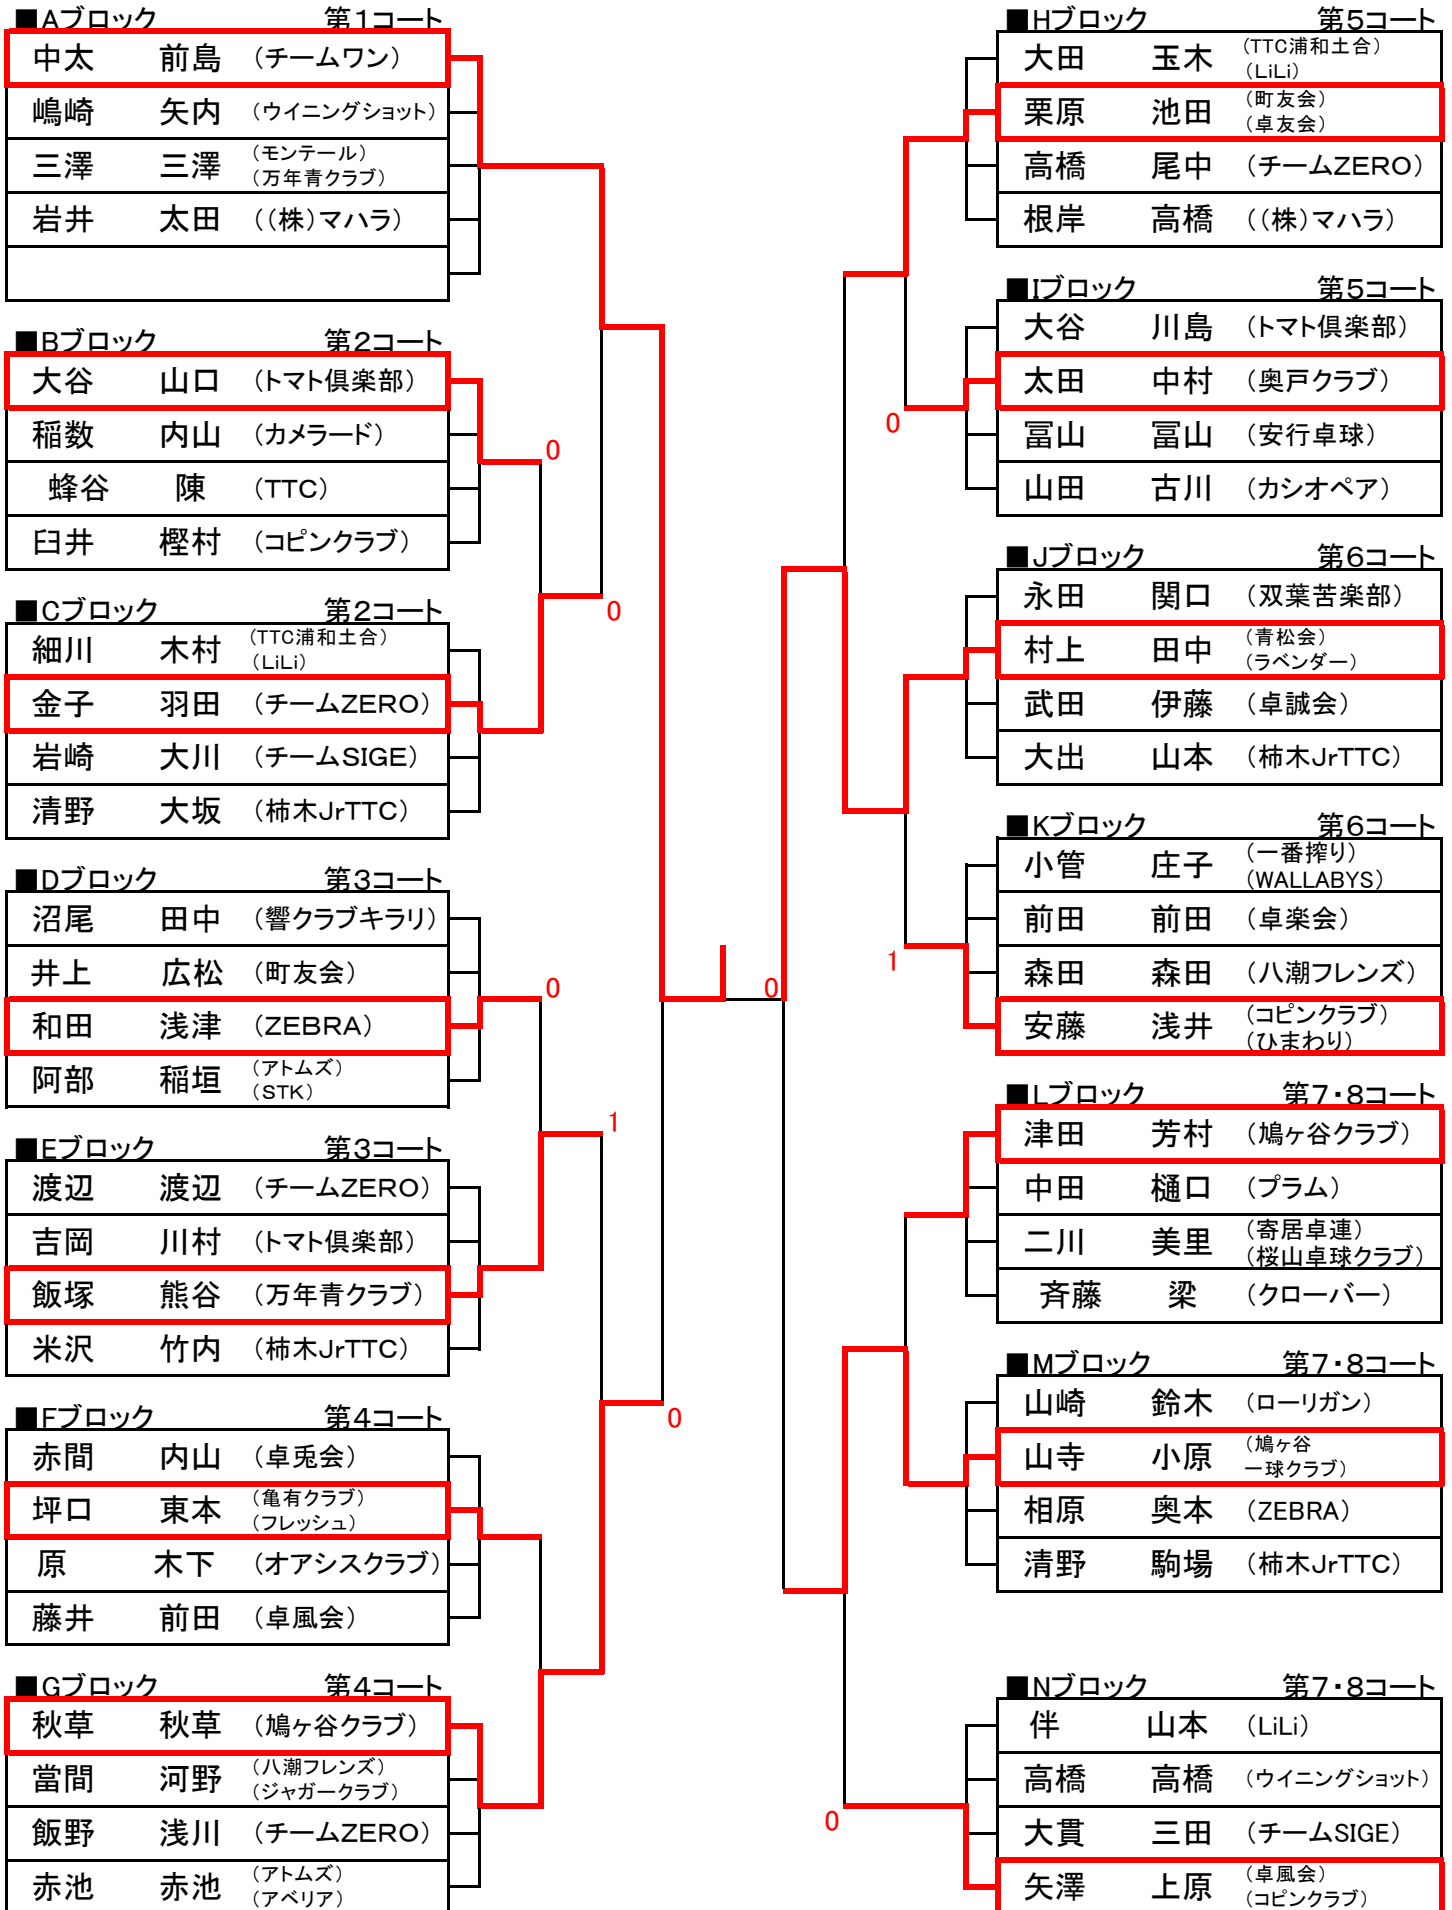 ■Aブロック 第1コート
中太 前島 (チームワン)
嶋崎 矢内 (ウイニングショット)
三澤 三澤 (モンテール)
(万年青クラブ)
岩井 太田 ((株)マハラ)
■Bブロック 第2コート
大谷 山口 (トマト倶楽部)
稲数 内山 (カメラード)
蜂谷 陳 (TTC)
臼井 樫村 (コピンクラブ)
0
■Cブロック 第2コート
細川 木村 (TTC浦和土合)
(LiLi)
金子 羽田 (チームZERO)
岩崎 大川 (チームSIGE)
清野 大坂 (柿木JrTTC)
0
■Dブロック 第3コート
沼尾 田中 (響クラブキラリ)
井上 広松 (町友会)
和田 浅津 (ZEBRA)
阿部 稲垣 (アトムズ)
(STK)
0
1
■Eブロック 第3コート
渡辺 渡辺 (チームZERO)
吉岡 川村 (トマト倶楽部)
飯塚 熊谷 (万年青クラブ)
米沢 竹内 (柿木JrTTC)
■Fブロック 第4コート
赤間 内山 (卓兎会)
坪口 東本 (亀有クラブ)
(フレッシュ)
原 木下 (オアシスクラブ)
藤井 前田 (卓風会)
0
■Gブロック 第4コート
秋草 秋草 (鳩ヶ谷クラブ)
當間 河野 (八潮フレンズ)
(ジャガークラブ)
飯野 浅川 (チームZERO)
赤池 赤池 (アトムズ)
(アベリア)
0
■Hブロック 第5コート
大田 玉木 (TTC浦和土合)
(LiLi)
栗原 池田 (町友会)
(卓友会)
高橋 尾中 (チームZERO)
根岸 高橋 ((株)マハラ)
■Iブロック 第5コート
大谷 川島 (トマト倶楽部)
太田 中村 (奥戸クラブ)
冨山 冨山 (安行卓球)
山田 古川 (カシオペア)
0
■Jブロック 第6コート
永田 関口 (双葉苦楽部)
村上 田中 (青松会)
(ラベンダー)
武田 伊藤 (卓誠会)
大出 山本 (柿木JrTTC)
■Kブロック 第6コート
小管 庄子 (一番搾り)
(WALLABYS)
前田 前田 (卓楽会)
森田 森田 (八潮フレンズ)
安藤 浅井 (コピンクラブ)
(ひまわり)
1
■Lブロック 第7・8コート
津田 芳村 (鳩ヶ谷クラブ)
中田 樋口 (プラム)
二川 美里 (寄居卓連)
(桜山卓球クラブ)
斉藤 梁 (クローバー)
■Mブロック 第7・8コート
山崎 鈴木 (ローリガン)
山寺 小原 (鳩ヶ谷
一球クラブ)
相原 奥本 (ZEBRA)
清野 駒場 (柿木JrTTC)
■Nブロック 第7・8コート
伴 山本 (LiLi)
高橋 高橋 (ウイニングショット)
大貫 三田 (チームSIGE)
矢澤 上原 (卓風会)
(コピンクラブ)
0